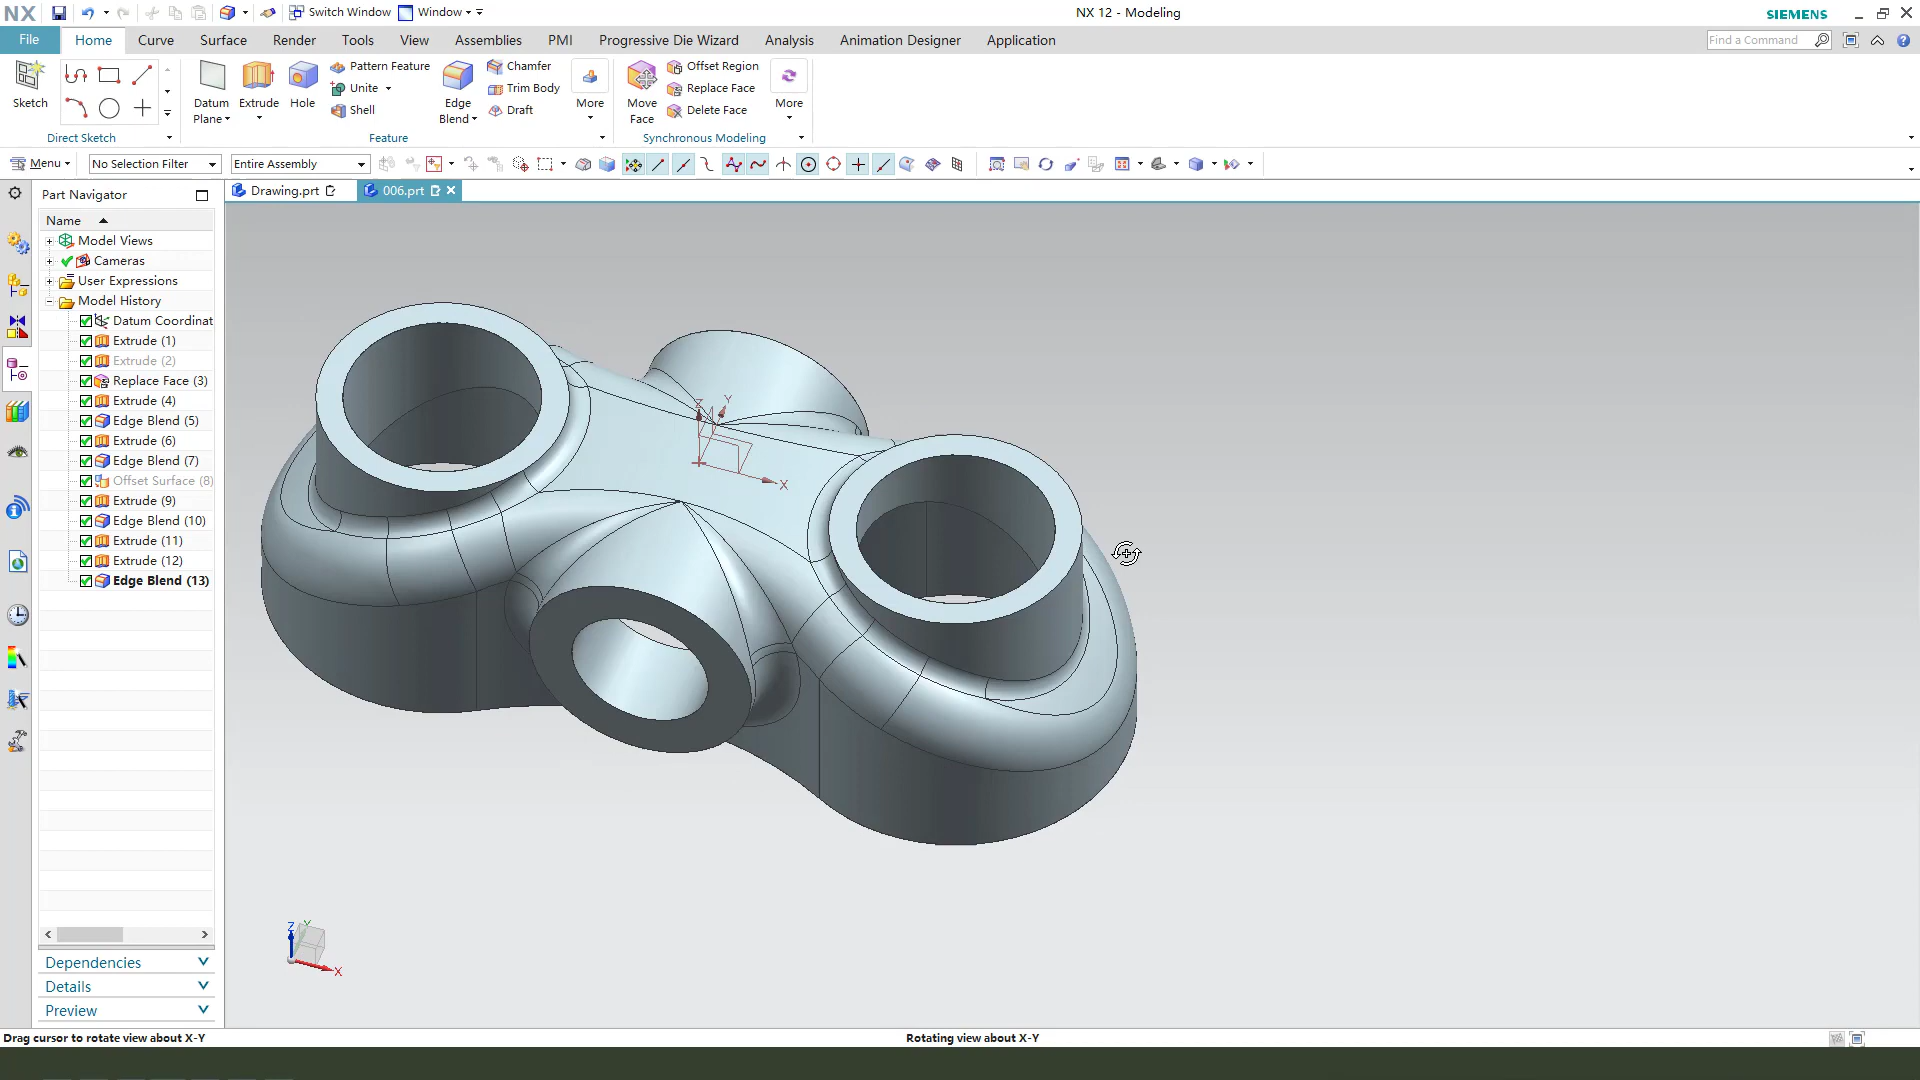 NX
Switch Window
Window
NX 12 - Modeling
SIEMENS
File
Home
Curve
Surface
Render
Tools
View
Assemblies
PMI
Progressive Die Wizard
Analysis
Animation Designer
Application
Find a Command
Sketch
Direct Sketch
Datum
Plane
Extrude
Hole
Pattern Feature
Unite
Shell
Edge
Blend
Chamfer
Trim Body
Draft
More
Feature
Move
Face
Offset Region
Replace Face
Delete Face
More
Synchronous Modeling
Menu
No Selection Filter
Entire Assembly
Part Navigator
Drawing.prt
006.prt
Name
Model Views
Cameras
User Expressions
Model History
Datum Coordinat
Extrude (1)
Extrude (2)
Replace Face (3)
Extrude (4)
Edge Blend (5)
Extrude (6)
Edge Blend (7)
Offset Surface (8)
Extrude (9)
Edge Blend (10)
Extrude (11)
Extrude (12)
Edge Blend (13)
Z
Y
X
Z
Y
X
Dependencies
Details
Preview
Drag cursor to rotate view about X-Y
Rotating view about X-Y